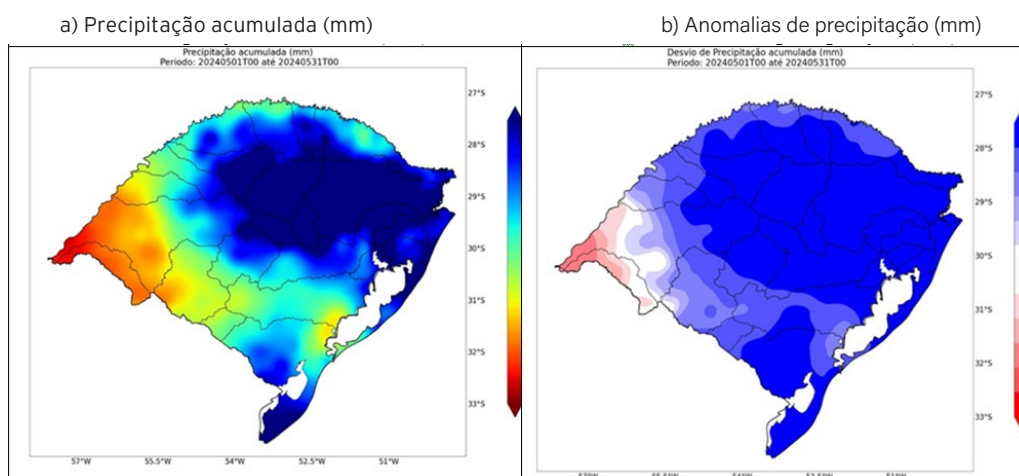 a) Precipitação acumulada (mm)
b) Anomalias de precipitação (mm)
Precipitação acumulada (mm)
Periodo: 20240501T00 até 20240531T00
27°S
28°S
29°S
30°S
31°S
32°S
33°S
57°W
55.5°W
54°W
52.5°W
51°W
Desvio de Precipitação acumulada (mm)
Periodo: 20240501T00 até 20240531T00
27°S
28°S
29°S
30°S
31°S
32°S
33°S